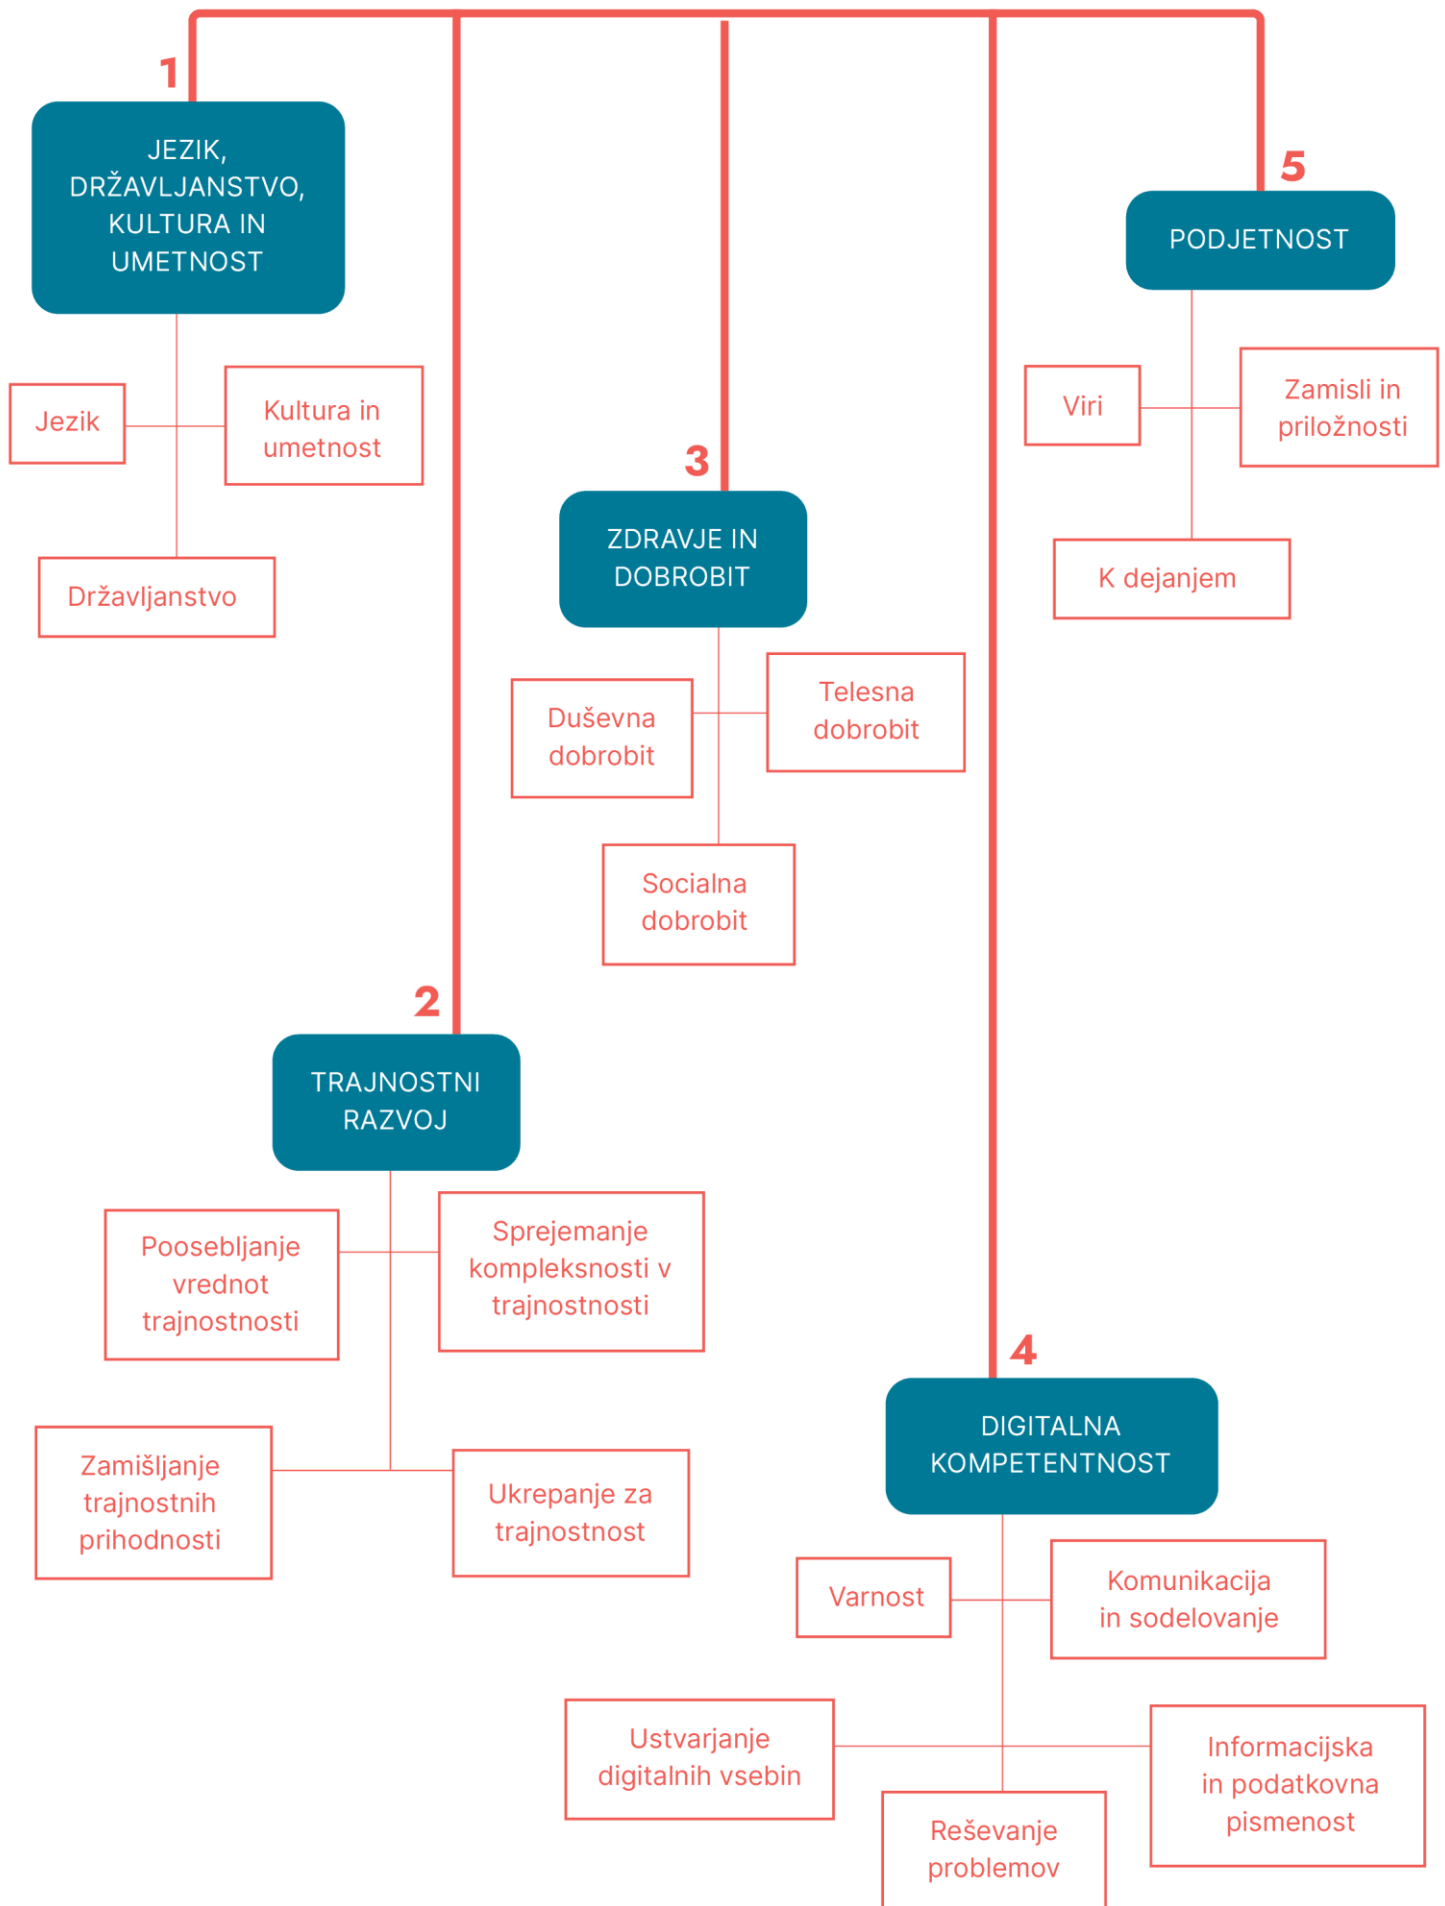 1
JEZIK,
DRŽAVLJANSTVO,
KULTURA IN
UMETNOST
Jezik
Kultura in
umetnost
Državljanstvo
2
TRAJNOSTNI
RAZVOJ
Poosebljanje
vrednot
trajnostnosti
Sprejemanje
kompleksnosti v
trajnostnosti
Zamišljanje
trajnostnih
prihodnosti
Ukrepanje za
trajnostnost
3
ZDRAVJE IN
DOBROBIT
Duševna
dobrobit
Telesna
dobrobit
Socialna
dobrobit
4
DIGITALNA
KOMPETENTNOST
Varnost
Komunikacija
in sodelovanje
Ustvarjanje
digitalnih vsebin
Informacijska
in podatkovna
pismenost
Reševanje
problemov
5
PODJETNOST
Viri
Zamisli in
priložnosti
K dejanjem